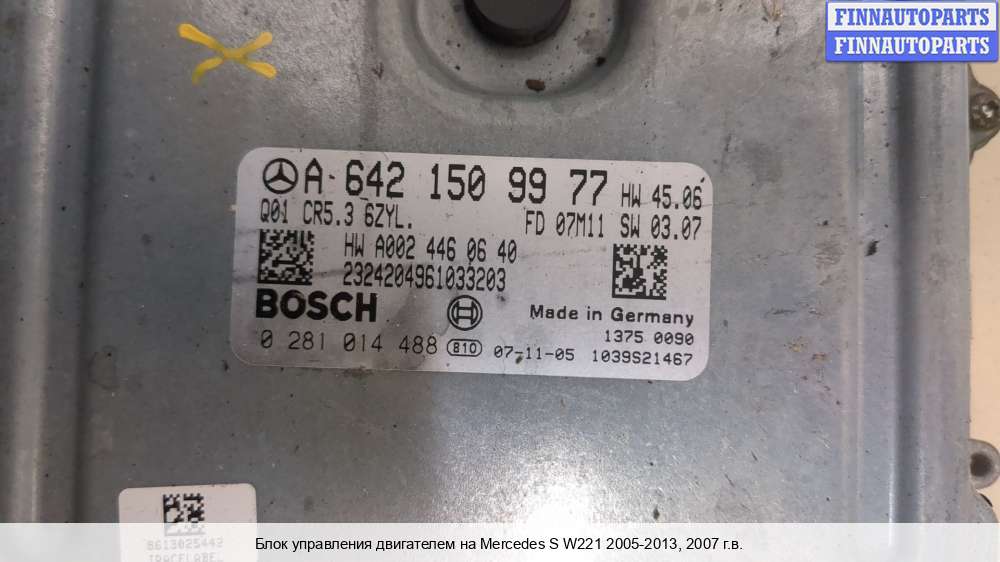 FINNAUTOPARTS
FINNAUTOPARTS
A 642 150 99 77 HW 45.06
Q01 CR5.3 6ZYL. FD 07M11 SW 03.07
HW A002 446 06 40
2324204961033203
BOSCH Made in Germany
1375 0090
0 281 014 488 810 07-11-05 1039S21467
8613025442
Блок управления двигателем на Mercedes S W221 2005-2013, 2007 г.в.